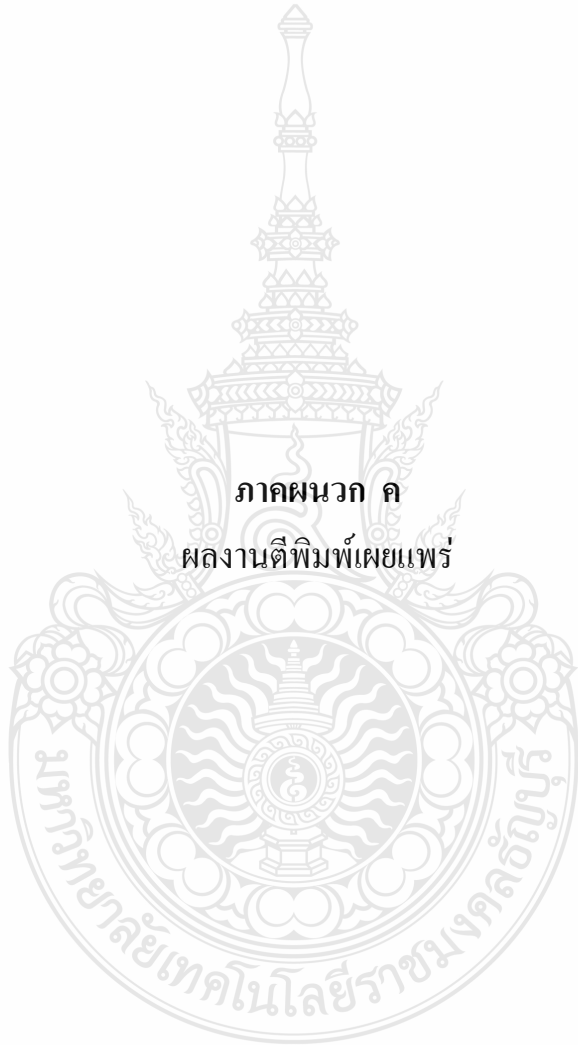 ภาคผนวก ค
ผลงานตีพิมพ์เผยแพร่
มหาวิทยาลัยเทคโนโลยีราชมงคลธัญบุรี